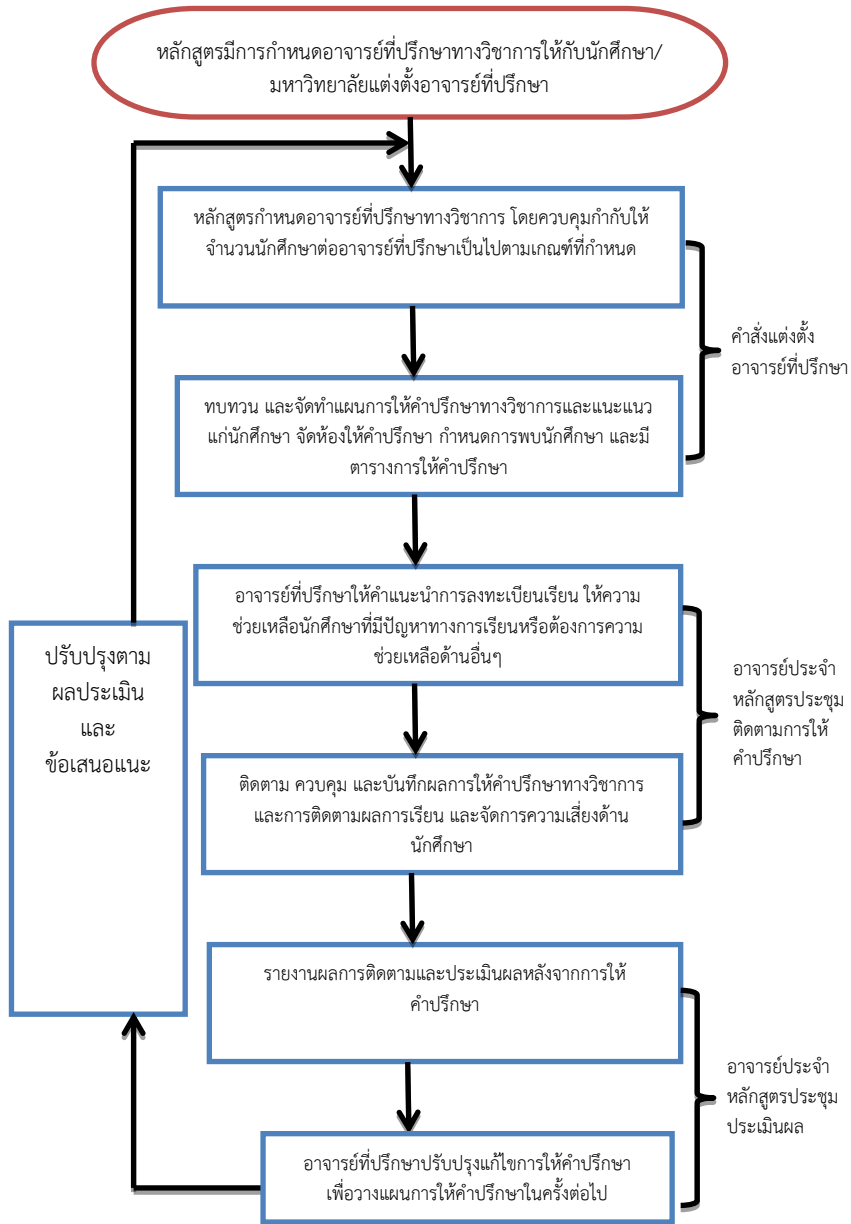 หลักสูตรมีการกำหนดอาจารย์ที่ปรึกษาทางวิชาการให้กับนักศึกษา/
มหาวิทยาลัยแต่งตั้งอาจารย์ที่ปรึกษา
หลักสูตรกำหนดอาจารย์ที่ปรึกษาทางวิชาการ โดยควบคุมกำกับให้
จำนวนนักศึกษาต่ออาจารย์ที่ปรึกษาเป็นไปตามเกณฑ์ที่กำหนด
คำสั่งแต่งตั้ง
อาจารย์ที่ปรึกษา
ทบทวน และจัดทำแผนการให้คำปรึกษาทางวิชาการและแนะแนว
แก่นักศึกษา จัดห้องให้คำปรึกษา กำหนดการพบนักศึกษา และมี
ตารางการให้คำปรึกษา
อาจารย์ที่ปรึกษาให้คำแนะนำการลงทะเบียนเรียน ให้ความ
ช่วยเหลือนักศึกษาที่มีปัญหาทางการเรียนหรือต้องการความ
ช่วยเหลือด้านอื่นๆ
อาจารย์ประจำ
หลักสูตรประชุม
ติดตามการให้
คำปรึกษา
ติดตาม ควบคุม และบันทึกผลการให้คำปรึกษาทางวิชาการ
และการติดตามผลการเรียน และจัดการความเสี่ยงด้าน
นักศึกษา
ปรับปรุงตาม
ผลประเมิน
และ
ข้อเสนอแนะ
รายงานผลการติดตามและประเมินผลหลังจากการให้
คำปรึกษา
อาจารย์ประจำ
หลักสูตรประชุม
ประเมินผล
อาจารย์ที่ปรึกษาปรับปรุงแก้ไขการให้คำปรึกษา
เพื่อวางแผนการให้คำปรึกษาในครั้งต่อไป